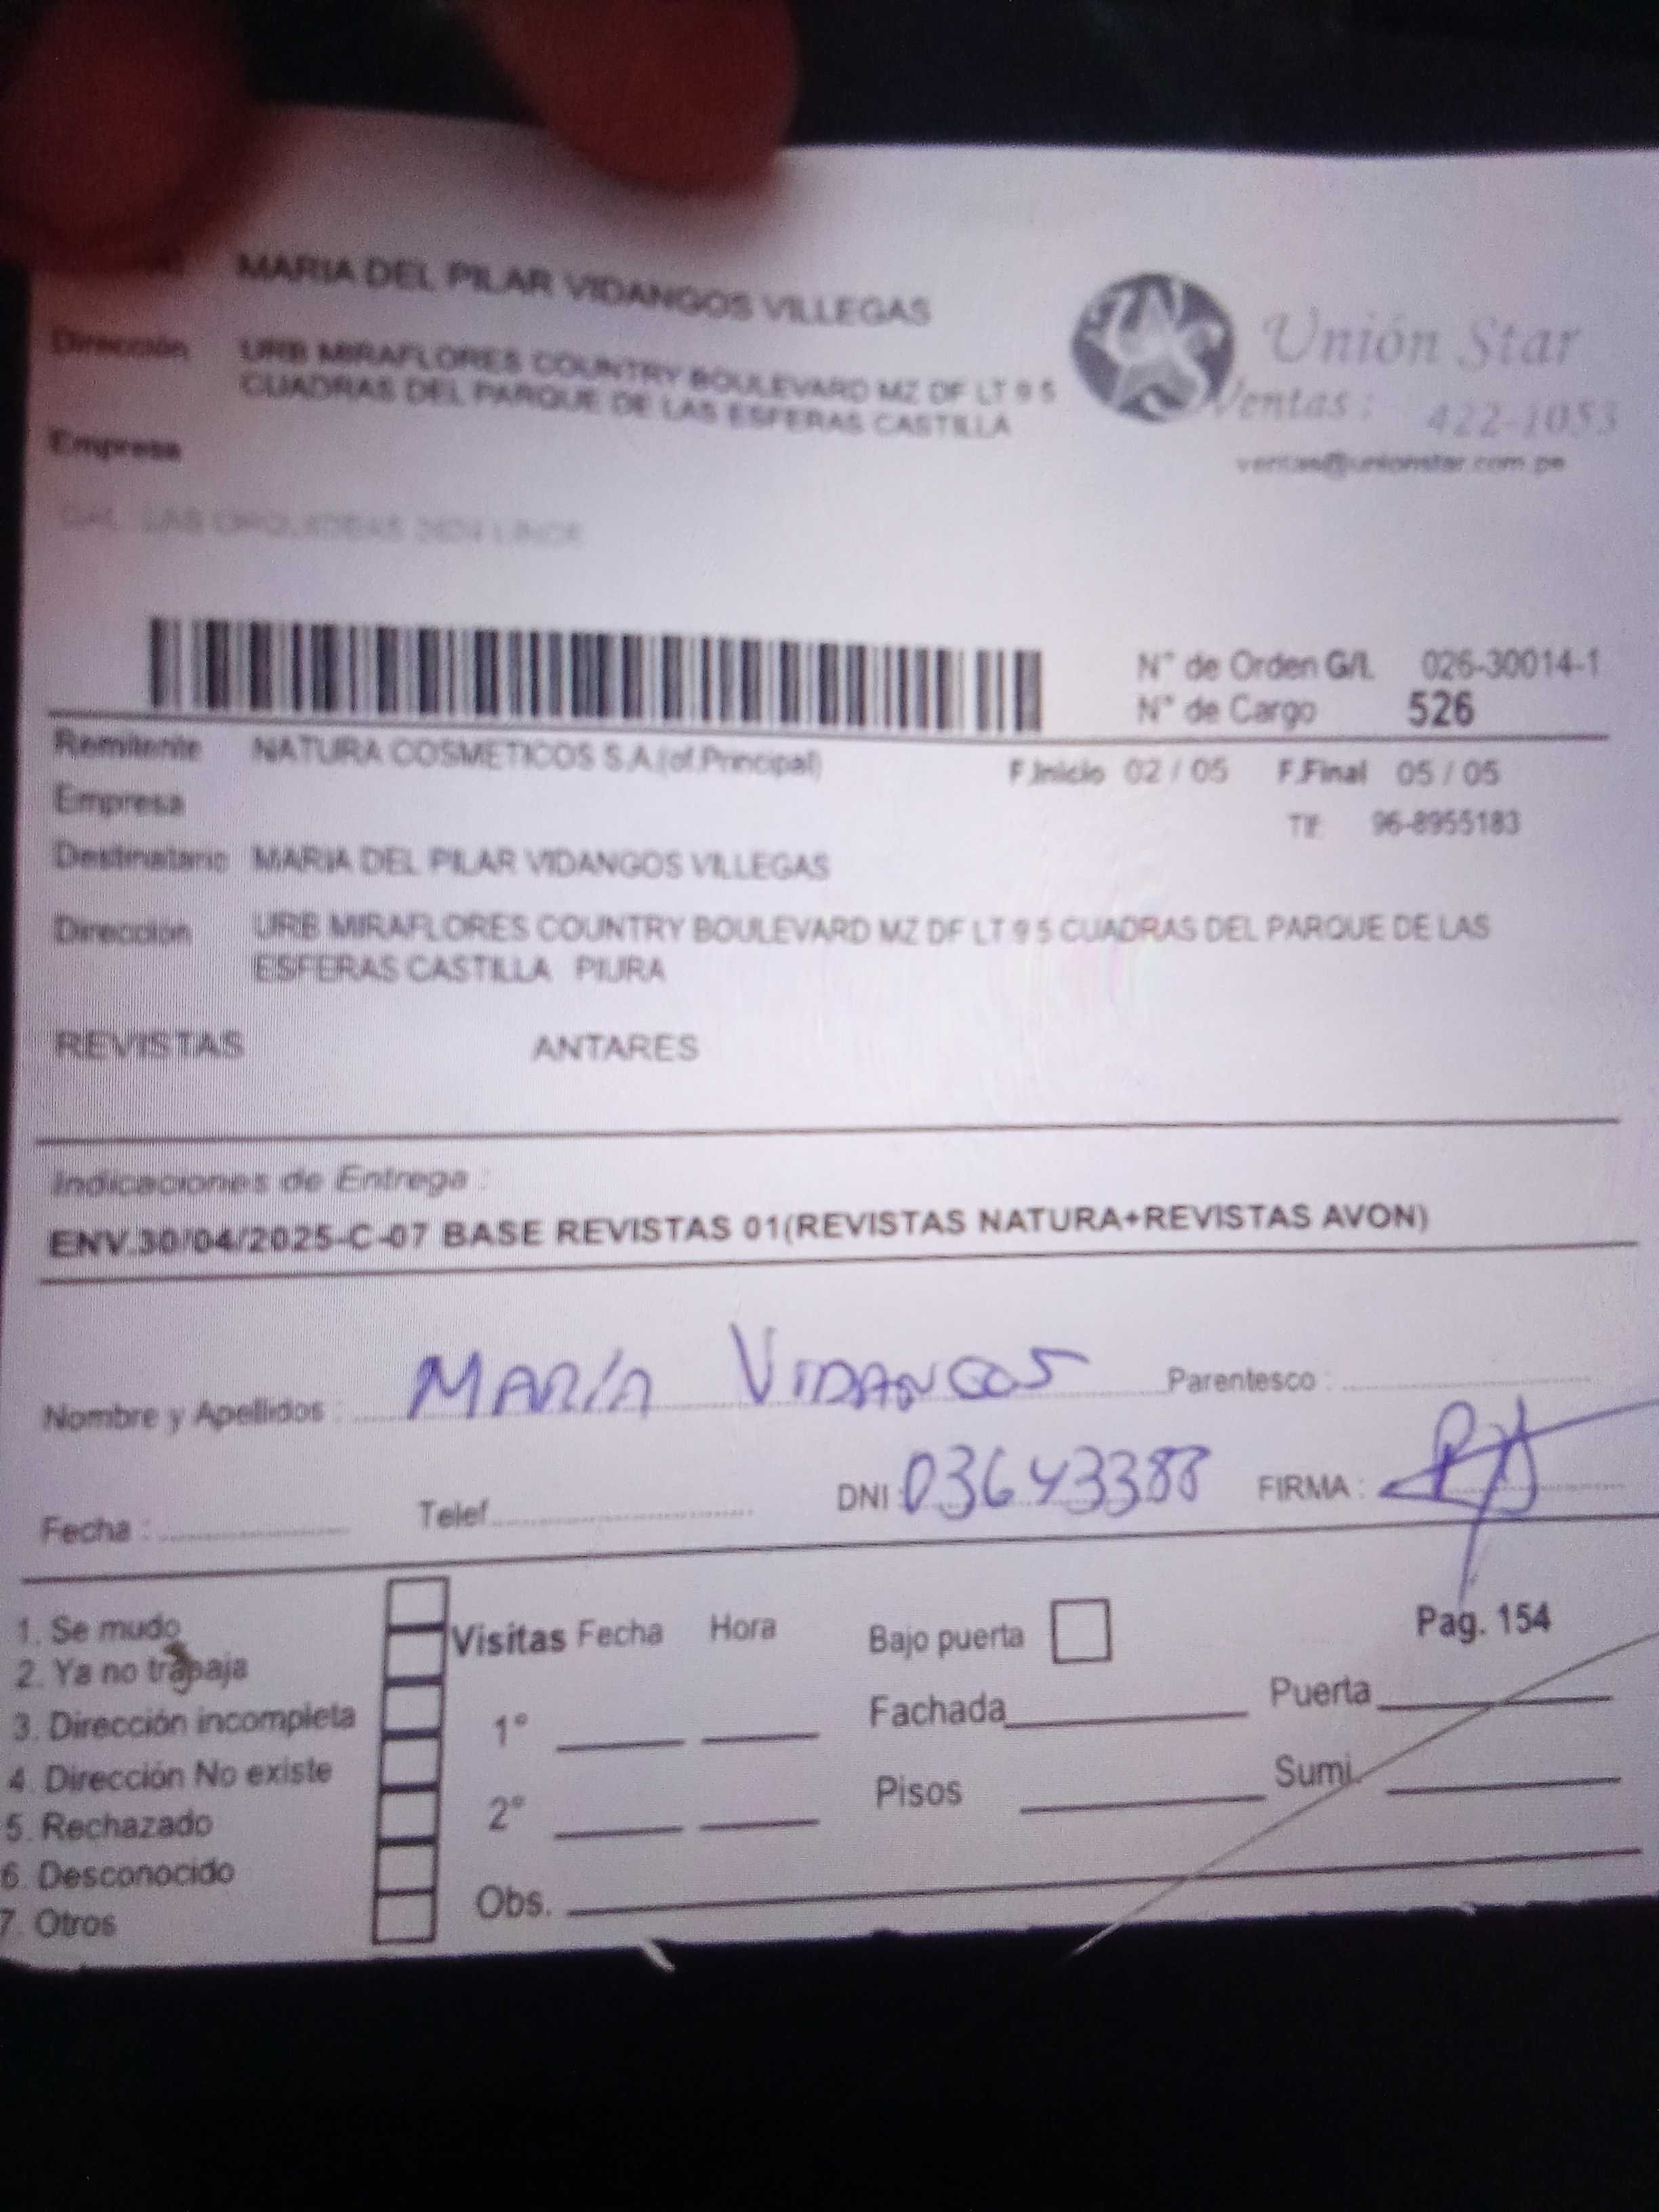 MARIA DEL PILAR VIDANGOS VILLEGAS
Dirección URB MIRAFLORES COUNTRY BOULEVARD MZ DF LT 9 5
CUADRAS DEL PARQUE DE LAS ESFERAS CASTILLA
Empresa
Unión Star
Ventas: 422-1053
ventas@unionstar.com.pe
CAL LAS ORQUIDEAS LINCE
N° de Orden G/L 026-30014-1
N° de Cargo 526
Remitente NATURA COSMETICOS S.A.(of.Principal) F.Inicio 02 / 05 F.Final 05 / 05
Empresa Tlf: 96-8955183
Destinatario MARIA DEL PILAR VIDANGOS VILLEGAS
Dirección URB MIRAFLORES COUNTRY BOULEVARD MZ DF LT 9 5 CUADRAS DEL PARQUE DE LAS
ESFERAS CASTILLA PIURA
REVISTAS ANTARES
Indicaciones de Entrega :
ENV.30/04/2025-C-07 BASE REVISTAS 01(REVISTAS NATURA+REVISTAS AVON)
Nombre y Apellidos : MARIA VIDANGOS Parentesco :
Fecha : Telef DNI 03643388 FIRMA :
1. Se mudo
2. Ya no trabaja
3. Dirección incompleta
4. Dirección No existe
5. Rechazado
6. Desconocido
7. Otros
Visitas Fecha Hora
1°
2°
Obs.
Bajo puerta Pag. 154
Fachada Puerta
Pisos Sumi.